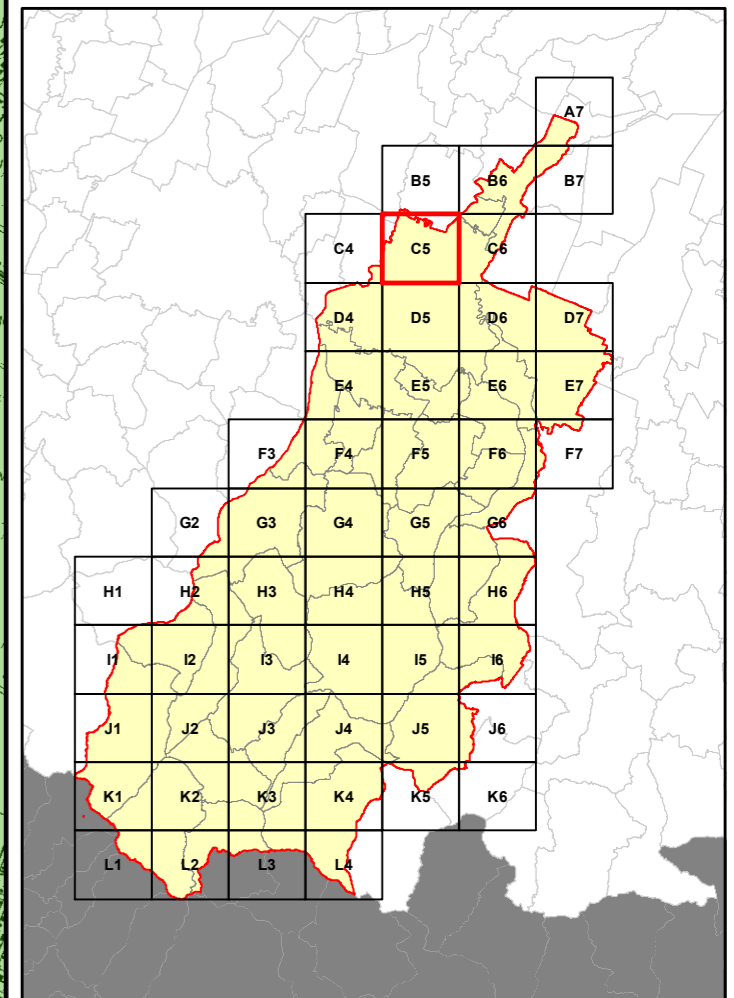 A7
B5 B6 B7
C4 C5 C6
D4 D5 D6 D7
E4 E5 E6 E7
F3 F4 F5 F6 F7
G2 G3 G4 G5 G6
H1 H2 H3 H4 H5 H6
I1 I2 I3 I4 I5 I6
J1 J2 J3 J4 J5 J6
K1 K2 K3 K4 K5 K6
L1 L2 L3 L4